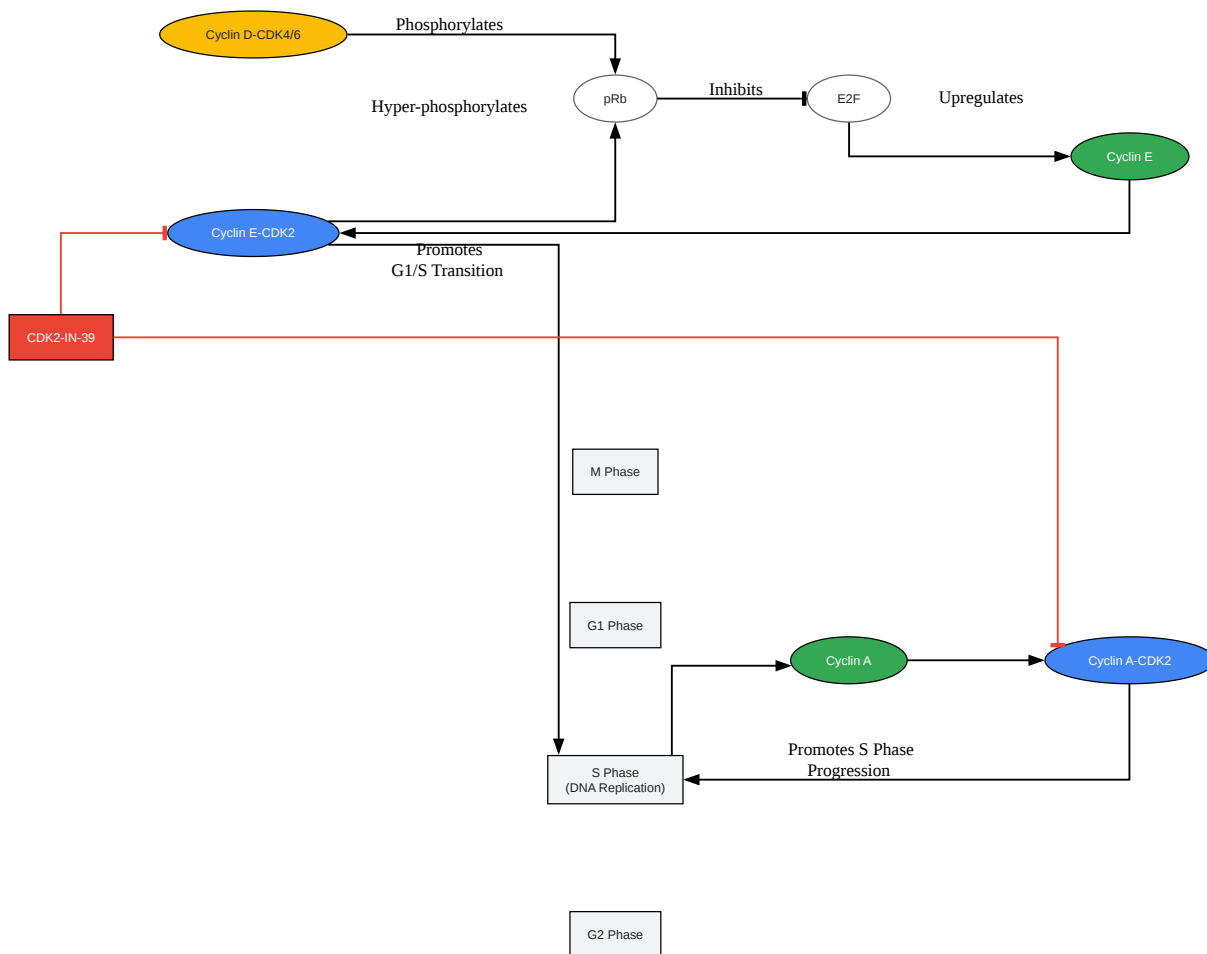 Cyclin D-CDK4/6
Phosphorylates
pRb
Inhibits
E2F
Upregulates
Hyper-phosphorylates
Cyclin E
Cyclin E-CDK2
Promotes
G1/S Transition
CDK2-IN-39
M Phase
G1 Phase
Cyclin A
Cyclin A-CDK2
Promotes S Phase
Progression
S Phase
(DNA Replication)
G2 Phase